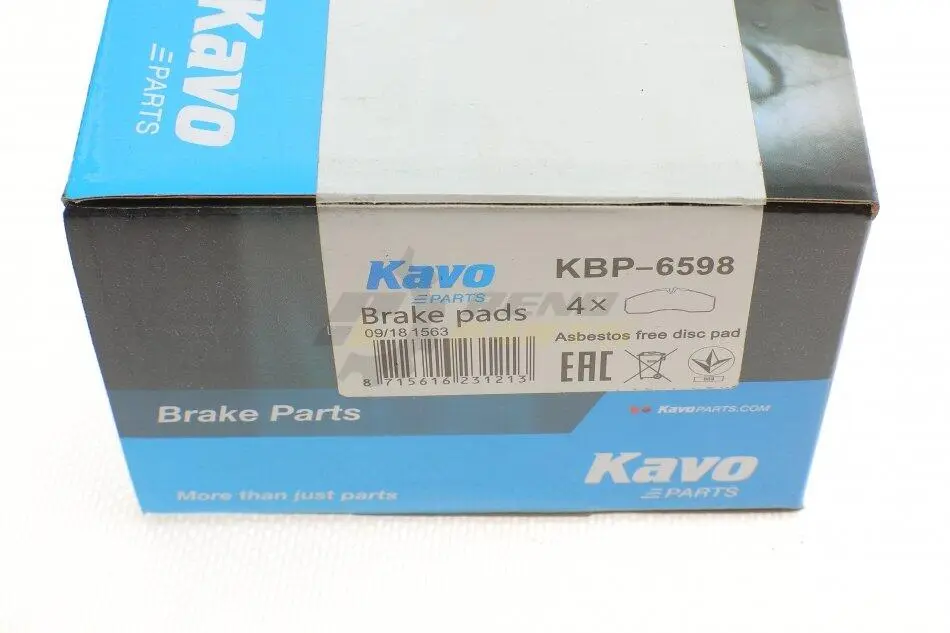 Kavo
PARTS
Kavo
PARTS
KBP-6598
Brake pads
4×
09/18 1563
Asbestos free disc pad
8 715616 231213
EAC
Brake Parts
KavoPARTS.COM
Kavo
PARTS
More than just parts